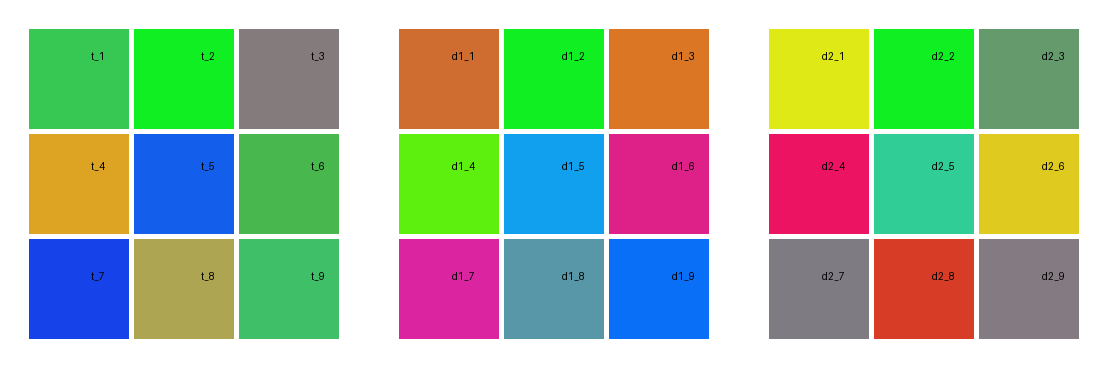 t_1 t_2 t_3 d1_1 d1_2 d1_3 d2_1 d2_2 d2_3
t_4 t_5 t_6 d1_4 d1_5 d1_6 d2_4 d2_5 d2_6
t_7 t_8 t_9 d1_7 d1_8 d1_9 d2_7 d2_8 d2_9